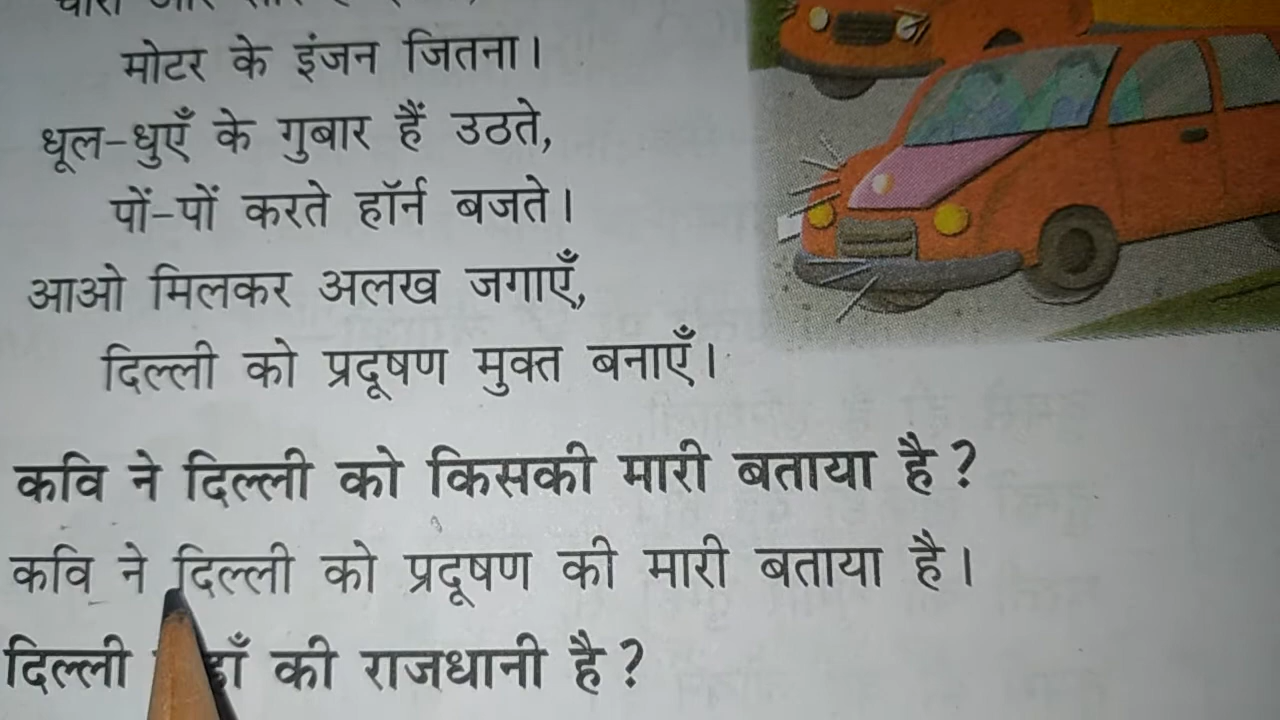 मोटर के इंजन जितना।
धूल-धुएँ के गुबार हैं उठते,
पों-पों करते हॉर्न बजते।
आओ मिलकर अलख जगाएँ,
दिल्ली को प्रदूषण मुक्त बनाएँ।
कवि ने दिल्ली को किसकी मारी बताया है?
कवि ने दिल्ली को प्रदूषण की मारी बताया है।
दिल्ली की राजधानी है?